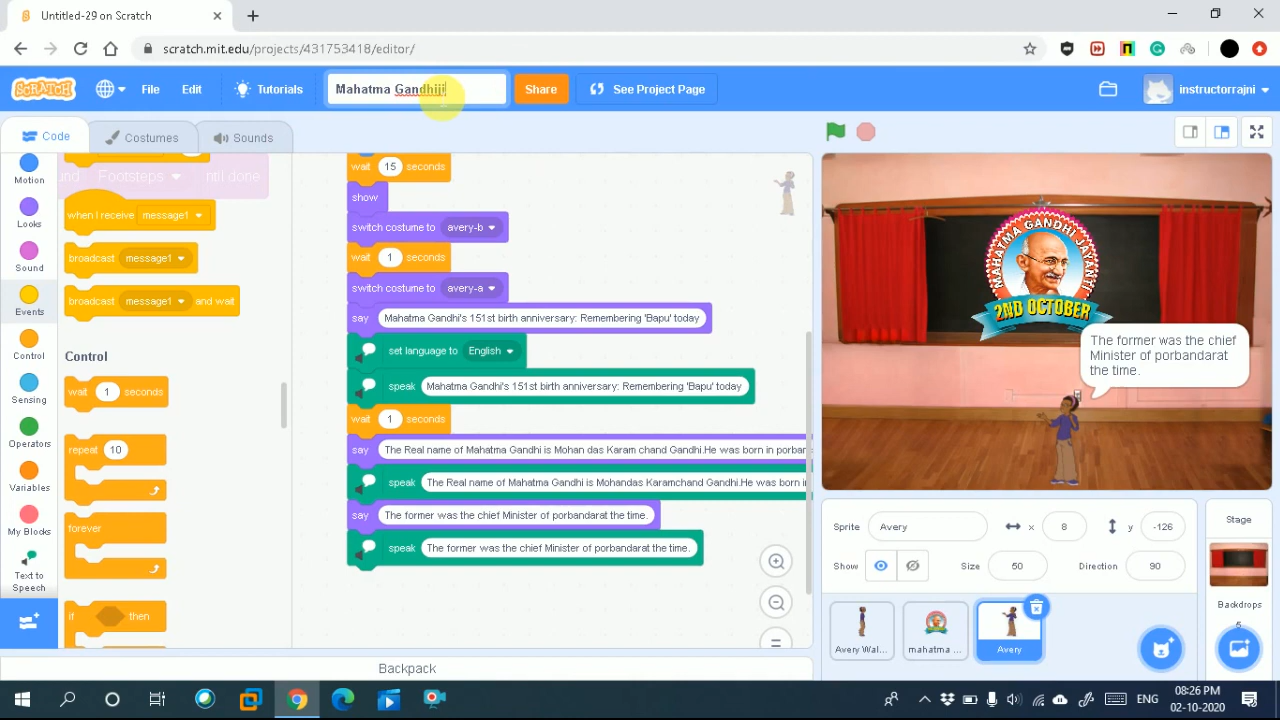 Untitled-29 on Scratch
scratch.mit.edu/projects/431753418/editor/
SCRATCH
File
Edit
Tutorials
Mahatma Gandhiji
Share
See Project Page
instructorrajni
Code
Costumes
Sounds
Motion
Looks
Sound
Events
Control
Sensing
Operators
Variables
My Blocks
Text to
Speech
Footsteps
when I receive message1
broadcast message1
broadcast message1 and wait
Control
wait 1 seconds
repeat 10
forever
if then
wait 15 seconds
show
switch costume to avery-b
wait 1 seconds
switch costume to avery-a
say Mahatma Gandhi's 151st birth anniversary: Remembering 'Bapu' today
set language to English
speak Mahatma Gandhi's 151st birth anniversary: Remembering 'Bapu' today
wait 1 seconds
say The Real name of Mahatma Gandhi is Mohan das Karam chand Gandhi.He was born in porban
speak The Real name of Mahatma Gandhi is Mohandas Karamchand Gandhi.He was born in
say The former was the chief Minister of porbandarat the time.
speak The former was the chief Minister of porbandarat the time.
Backpack
MAHATMA GANDHI JAYANTI
2ND OCTOBER
The former was the chief
Minister of porbandarat
the time.
Sprite Avery x 8 y -126
Show Size 50 Direction 90
Avery Wal...
mahatma ...
Avery
Stage
Backdrops
5
ENG
08:26 PM
02-10-2020